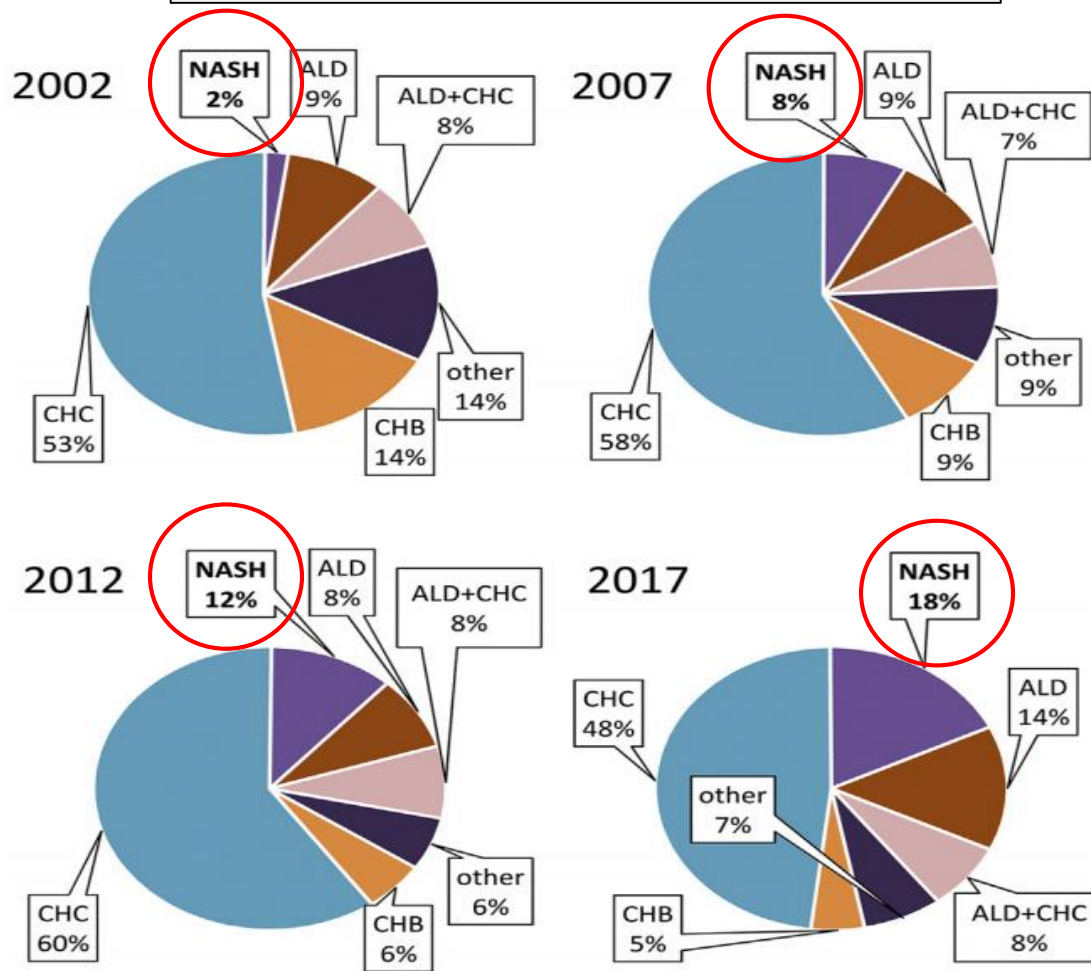 2002
NASH
2%
ALD
9%
ALD+CHC
8%
other
14%
CHB
14%
CHC
53%
2007
NASH
8%
ALD
9%
ALD+CHC
7%
other
9%
CHB
9%
CHC
58%
2012
NASH
12%
ALD
8%
ALD+CHC
8%
other
6%
CHB
6%
CHC
60%
2017
NASH
18%
ALD
14%
ALD+CHC
8%
other
7%
CHB
5%
CHC
48%